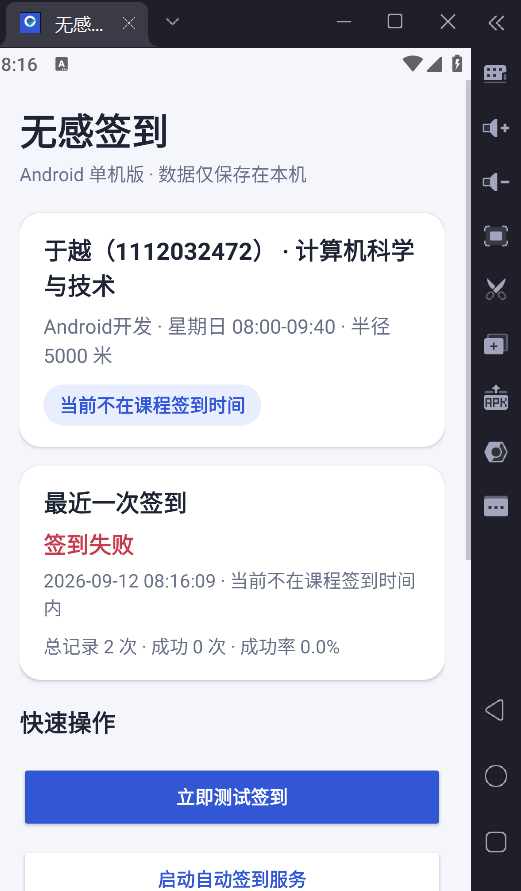 无感...
8:16
无感签到
Android 单机版 · 数据仅保存在本机
于越（1112032472） · 计算机科学
与技术
Android开发 · 星期日 08:00-09:40 · 半径
5000 米
当前不在课程签到时间
最近一次签到
签到失败
2026-09-12 08:16:09 · 当前不在课程签到时间
内
总记录 2 次 · 成功 0 次 · 成功率 0.0%
快速操作
立即测试签到
启动自动签到服务
APK